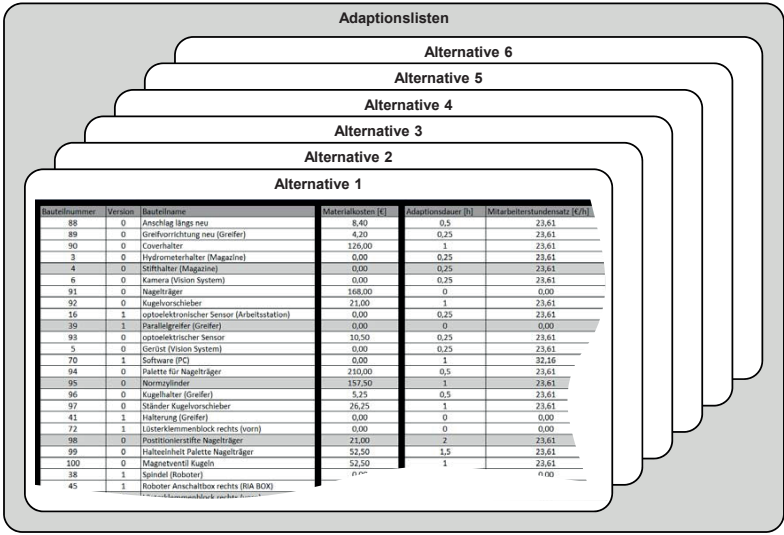 Adaptionslisten
Alternative 6
Alternative 5
Alternative 4
Alternative 3
Alternative 2
Alternative 1
Bauteilnummer Version Bauteilname Materialkosten [€] Adaptionsdauer [h] Mitarbeiterstundensatz [€/h]
88 0 Anschlag längs neu 8,40 0,5 23,61
89 0 Greifvorrichtung neu (Greifer) 4,20 0,25 23,61
90 0 Coverhalter 126,00 1 23,61
3 0 Hydrometerhalter (Magazine) 0,00 0,25 23,61
4 0 Stifthalter (Magazine) 0,00 0,25 23,61
6 0 Kamera (Vision System) 0,00 0,25 23,61
91 0 Nagelträger 168,00 0 0,00
92 0 Kugelvorschieber 21,00 1 23,61
16 1 optoelektronischer Sensor (Arbeitsstation) 0,00 0,25 23,61
39 1 Parallelgreifer (Greifer) 0,00 0 0,00
93 0 optoelektrischer Sensor 10,50 0,25 23,61
5 0 Gerüst (Vision System) 0,00 0,25 23,61
70 1 Software (PC) 0,00 1 32,16
94 0 Palette für Nagelträger 210,00 0,5 23,61
95 0 Normzylinder 157,50 1 23,61
96 0 Kugelhalter (Greifer) 5,25 0,5 23,61
97 0 Ständer Kugelvorschieber 26,25 1 23,61
41 1 Halterung (Greifer) 0,00 0 0,00
72 1 Lüsterklemmenblock rechts (vorn) 0,00 0 0,00
98 0 Postitionierstifte Nagelträger 21,00 2 23,61
99 0 Halteeinheit Palette Nagelträger 52,50 1,5 23,61
100 0 Magnetventil Kugeln 52,50 1 23,61
38 1 Spindel (Roboter) 0,00 0,00
45 1 Roboter Anschaltbox rechts (RIA BOX)